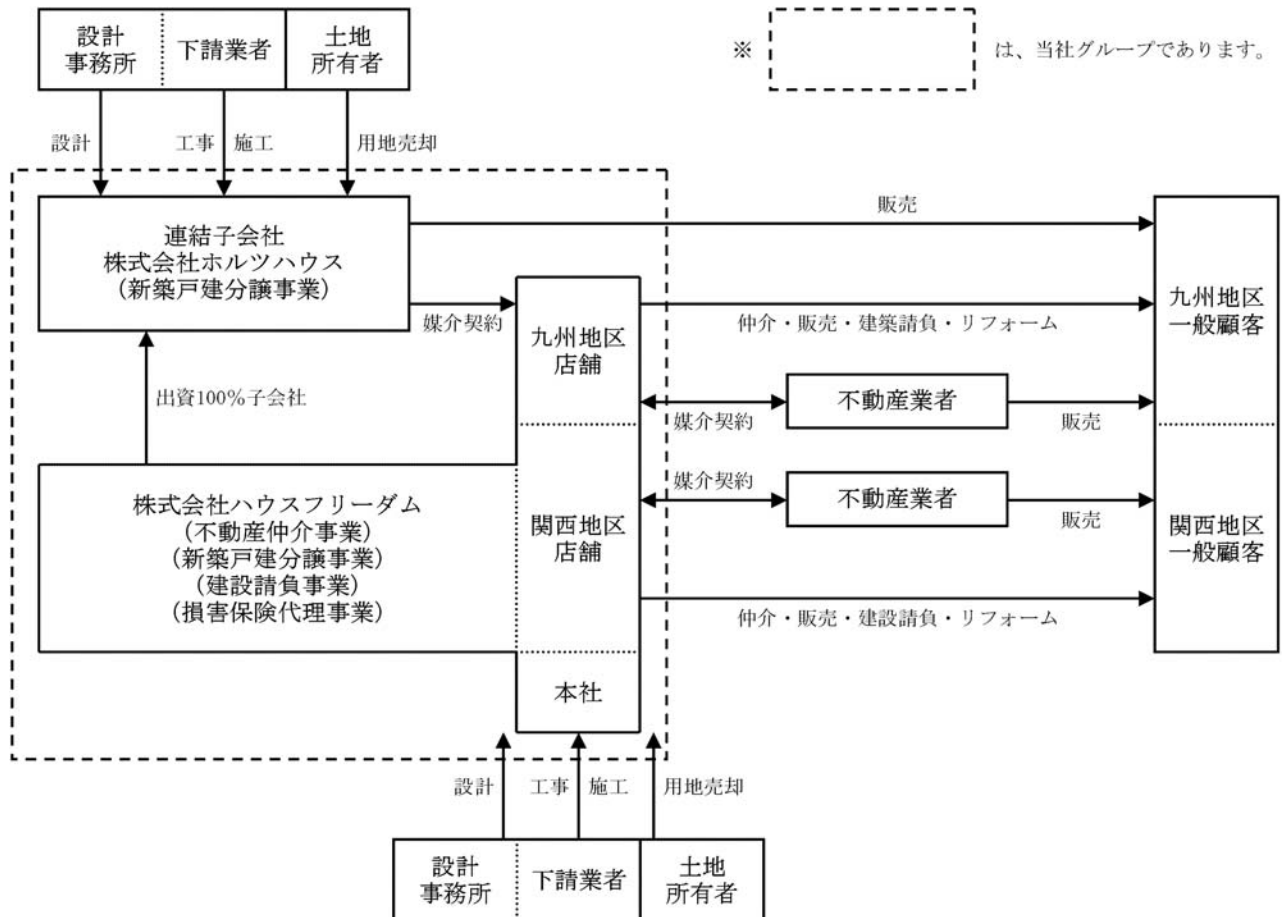 設計
事務所
下請業者
土地
所有者
※
は、当社グループであります。
設計
工事
施工
用地売却
連結子会社
株式会社ホルツハウス
(新築戸建分譲事業)
販売
媒介契約
九州地区
店舗
仲介・販売・建築請負・リフォーム
九州地区
一般顧客
出資100%子会社
媒介契約
不動産業者
販売
株式会社ハウスフリーダム
(不動産仲介事業)
(新築戸建分譲事業)
(建設請負事業)
(損害保険代理事業)
関西地区
店舗
媒介契約
不動産業者
販売
関西地区
一般顧客
仲介・販売・建設請負・リフォーム
本社
設計
工事
施工
用地売却
設計
事務所
下請業者
土地
所有者